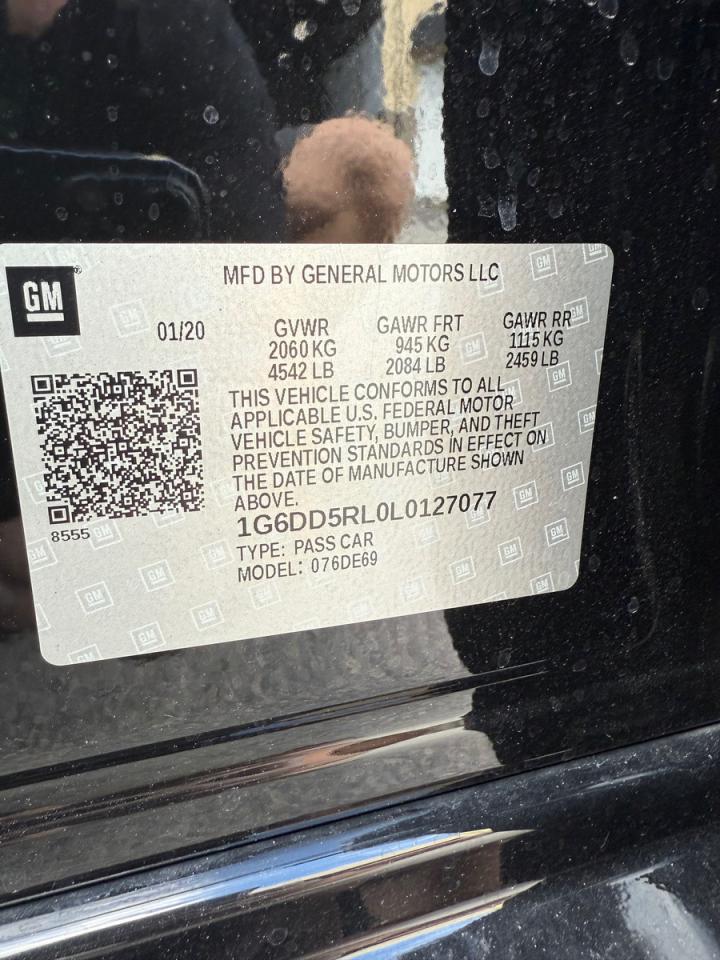 GM
MFD BY GENERAL MOTORS LLC
01/20
GVWR
2060 KG
4542 LB
GAWR FRT
945 KG
2084 LB
GAWR RR
1115 KG
2459 LB
THIS VEHICLE CONFORMS TO ALL
APPLICABLE U.S. FEDERAL MOTOR
VEHICLE SAFETY, BUMPER, AND THEFT
PREVENTION STANDARDS IN EFFECT ON
THE DATE OF MANUFACTURE SHOWN
ABOVE.
8555
1G6DD5RL0L0127077
TYPE: PASS CAR
MODEL: 076DE69